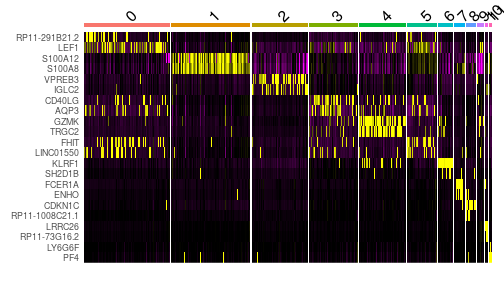 0 1 2 3 4 5 6 7 8 9 10
RP11-291B21.2
LEF1
S100A12
S100A8
VPREB3
IGLC2
CD40LG
AQP3
GZMK
TRGC2
FHIT
LINC01550
KLRF1
SH2D1B
FCER1A
ENHO
CDKN1C
RP11-1008C21.1
LRRC26
RP11-73G16.2
LY6G6F
PF4